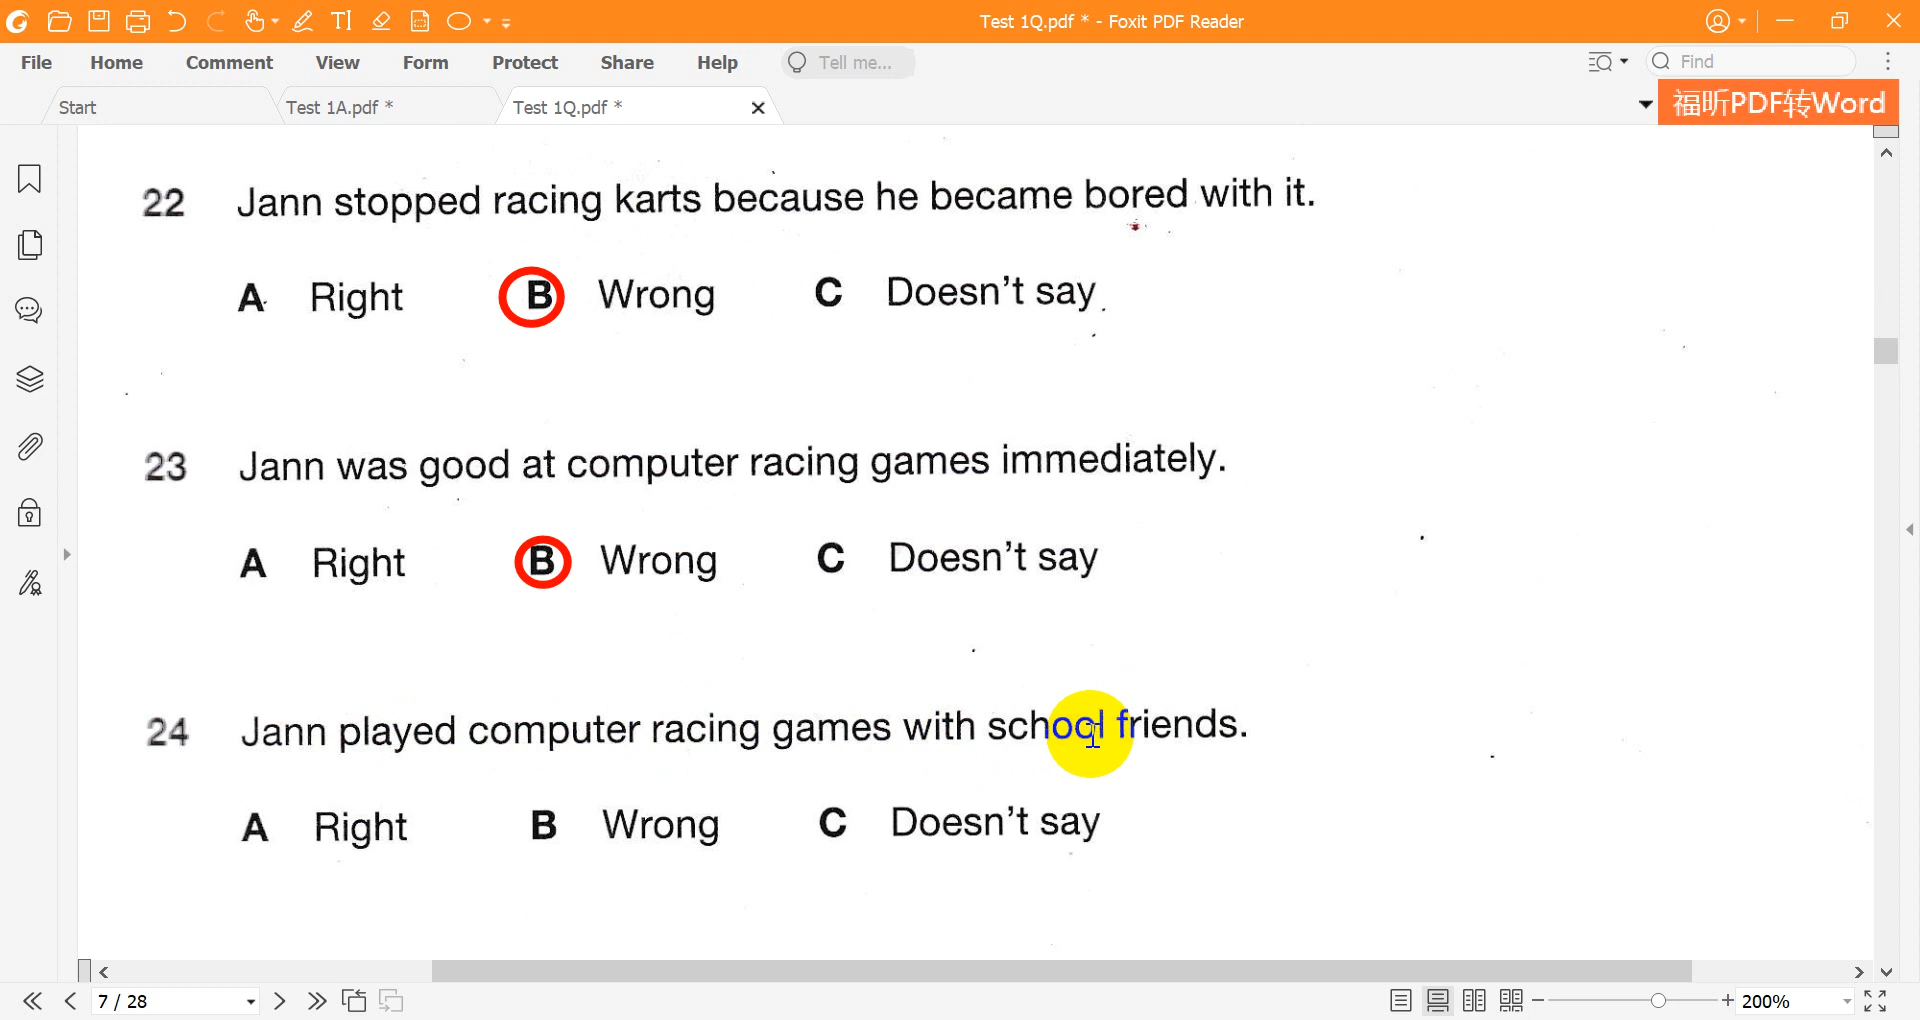 Test 1Q.pdf * - Foxit PDF Reader
File Home Comment View Form Protect Share Help Tell me... Find
Start Test 1A.pdf * Test 1Q.pdf * 福昕PDF转Word
22 Jann stopped racing karts because he became bored with it.
A Right B Wrong C Doesn't say
23 Jann was good at computer racing games immediately.
A Right B Wrong C Doesn't say
24 Jann played computer racing games with school friends.
A Right B Wrong C Doesn't say
7 / 28 200%